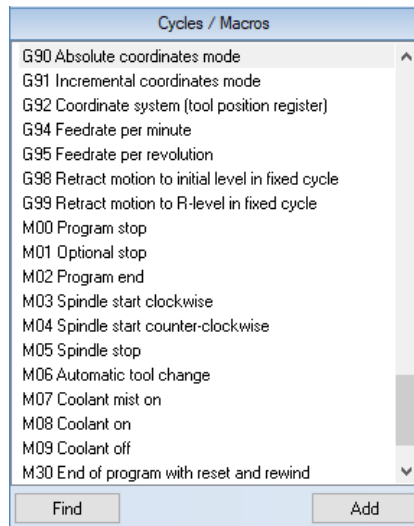 Cycles / Macros
G90 Absolute coordinates mode
G91 Incremental coordinates mode
G92 Coordinate system (tool position register)
G94 Feedrate per minute
G95 Feedrate per revolution
G98 Retract motion to initial level in fixed cycle
G99 Retract motion to R-level in fixed cycle
M00 Program stop
M01 Optional stop
M02 Program end
M03 Spindle start clockwise
M04 Spindle start counter-clockwise
M05 Spindle stop
M06 Automatic tool change
M07 Coolant mist on
M08 Coolant on
M09 Coolant off
M30 End of program with reset and rewind
Find
Add